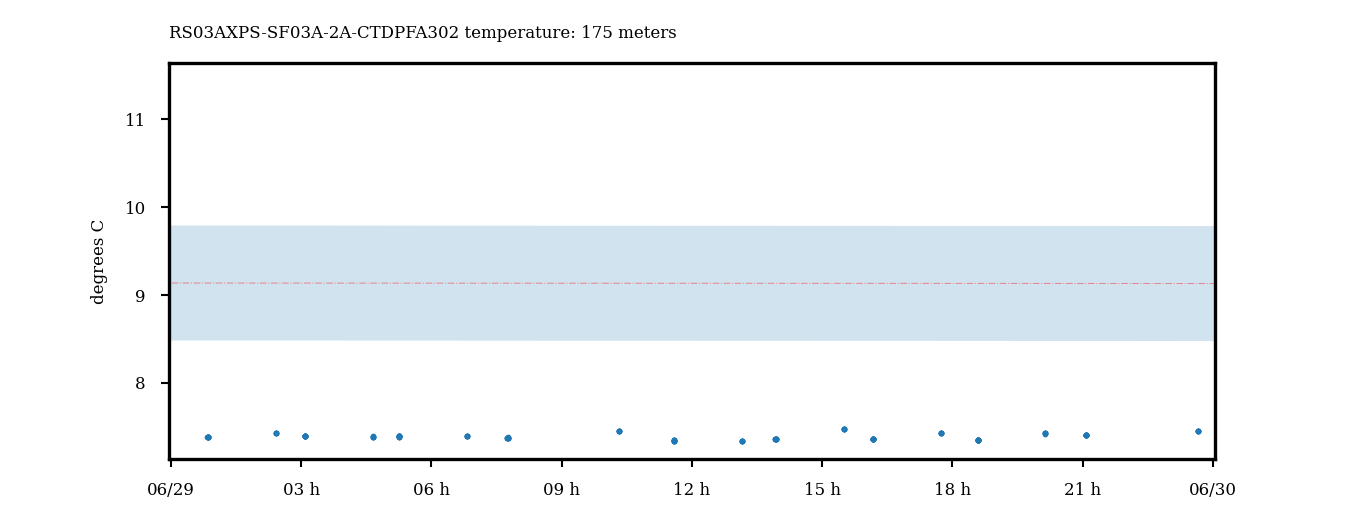 RS03AXPS-SF03A-2A-CTDPFA302 temperature: 175 meters
11
10
9
8
degrees C
06/29
03 h
06 h
09 h
12 h
15 h
18 h
21 h
06/30